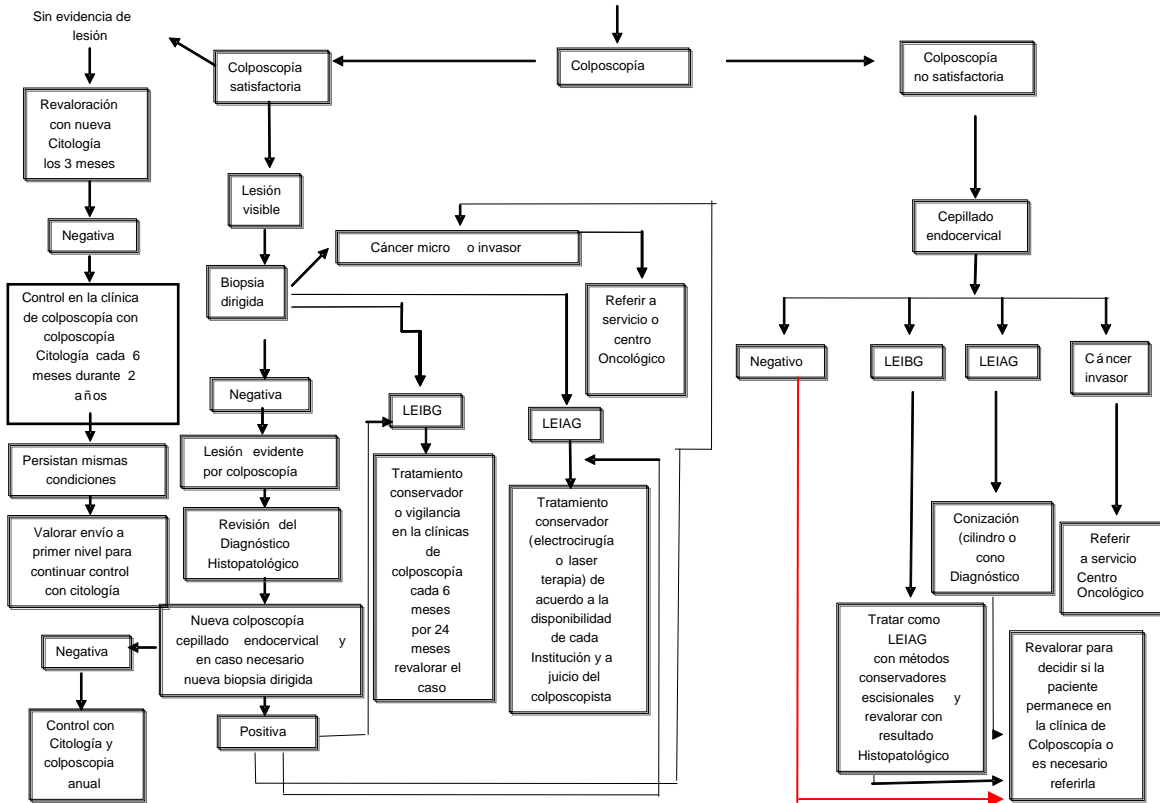 Sin evidencia de
lesión
Colposcopía
satisfactoria
Colposcopía
Colposcopía
no satisfactoria
Revaloración
con nueva
Citología
los 3 meses
Lesión
visible
Cepillado
endocervical
Negativa
Cáncer micro o invasor
Biopsia
dirigida
Referir a
servicio o
centro
Oncológico
Control en la clínica
de colposcopía con
colposcopía
Citología cada 6
meses durante 2
años
Negativo
LEIBG
LEIAG
Cáncer
invasor
Negativa
LEIBG
LEIAG
Persistan mismas
condiciones
Lesión evidente
por colposcopía
Tratamiento
conservador
o vigilancia
en la clínicas
de
colposcopía
cada 6
meses
por 24
meses
revalorar el
caso
Tratamiento
conservador
(electrocirugía
o laser
terapia) de
acuerdo a la
disponibilidad
de cada
Institución y a
juicio del
colposcopista
Valorar envío a
primer nivel para
continuar control
con citología
Revisión del
Diagnóstico
Histopatológico
Conización
(cilindro o
cono
Diagnóstico
Referir
a servicio
Centro
Oncológico
Nueva colposcopía
cepillado endocervical y
en caso necesario
nueva biopsia dirigida
Negativa
Tratar como
LEIAG
con métodos
conservadores
escisionales y
revalorar con
resultado
Histopatológico
Revalorar para
decidir si la
paciente
permanece en
la clínica de
Colposcopía o
es necesario
referirla
Control con
Citología y
colposcopia
anual
Positiva